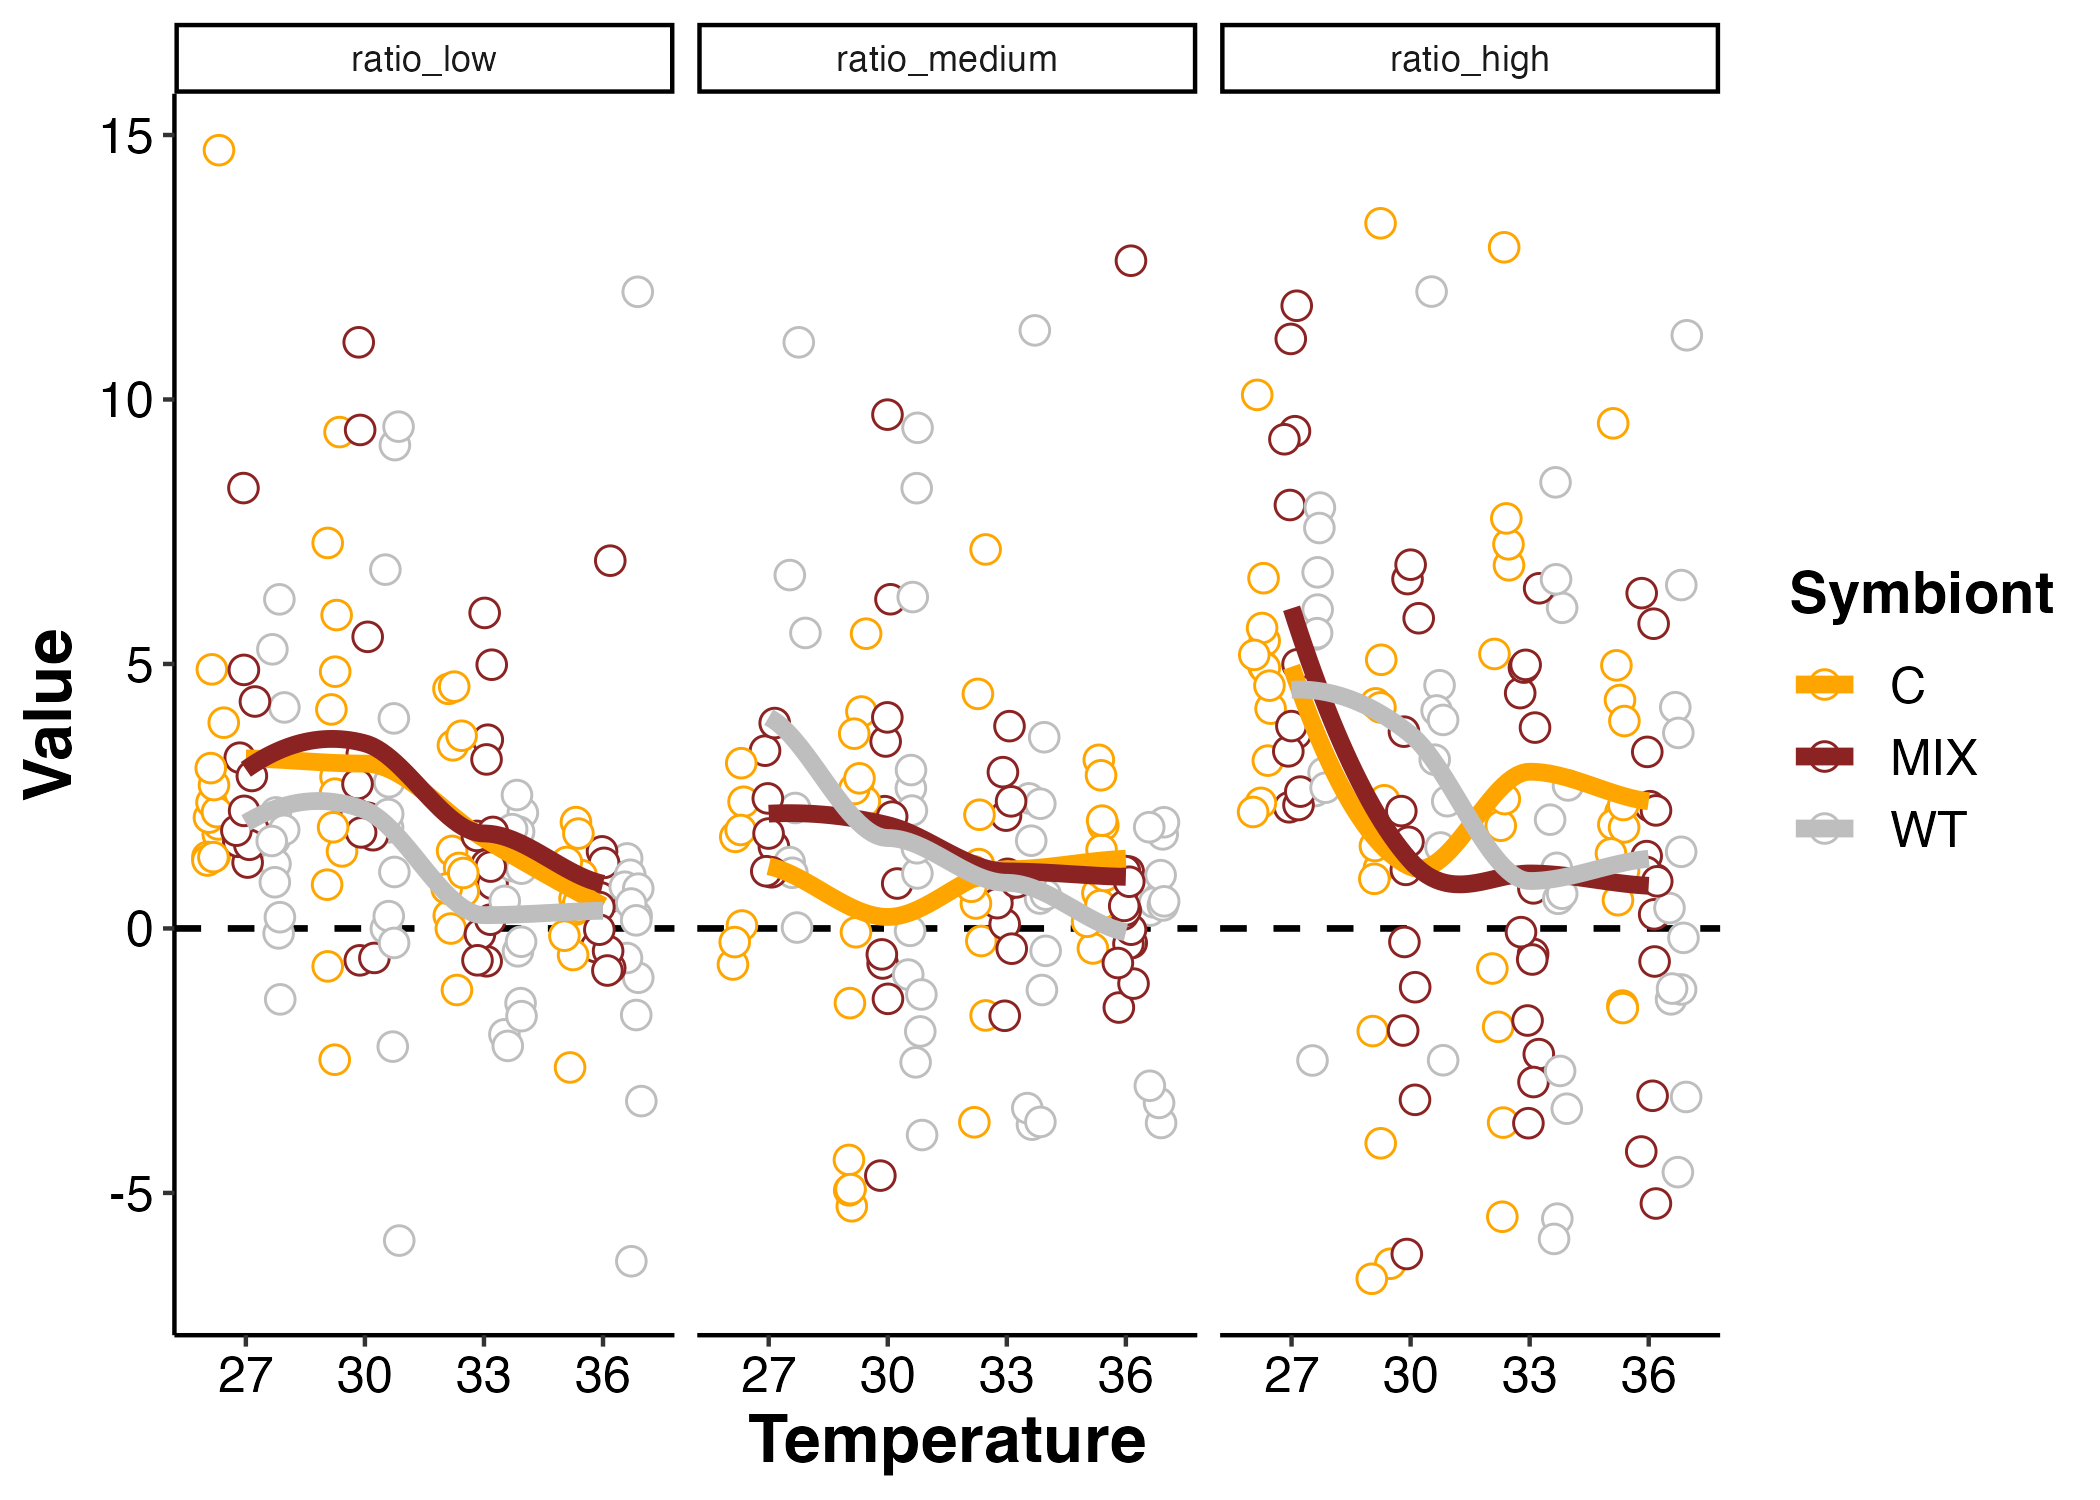 ratio_low ratio_medium ratio_high
15
10
5
0
-5
Value
27 30 33 36 27 30 33 36 27 30 33 36
Temperature
Symbiont
C
MIX
WT